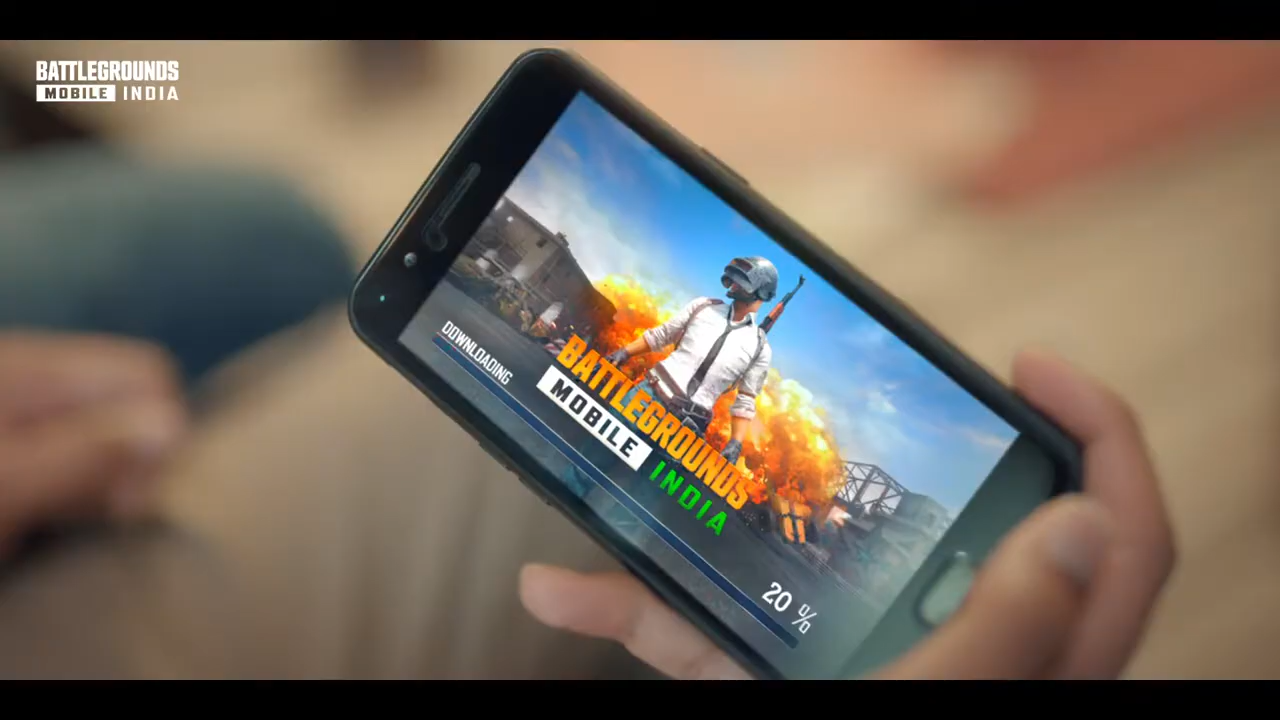 BATTLEGROUNDS
MOBILE INDIA
DOWNLOADING
BATTLEGROUNDS
MOBILE
INDIA
20 %